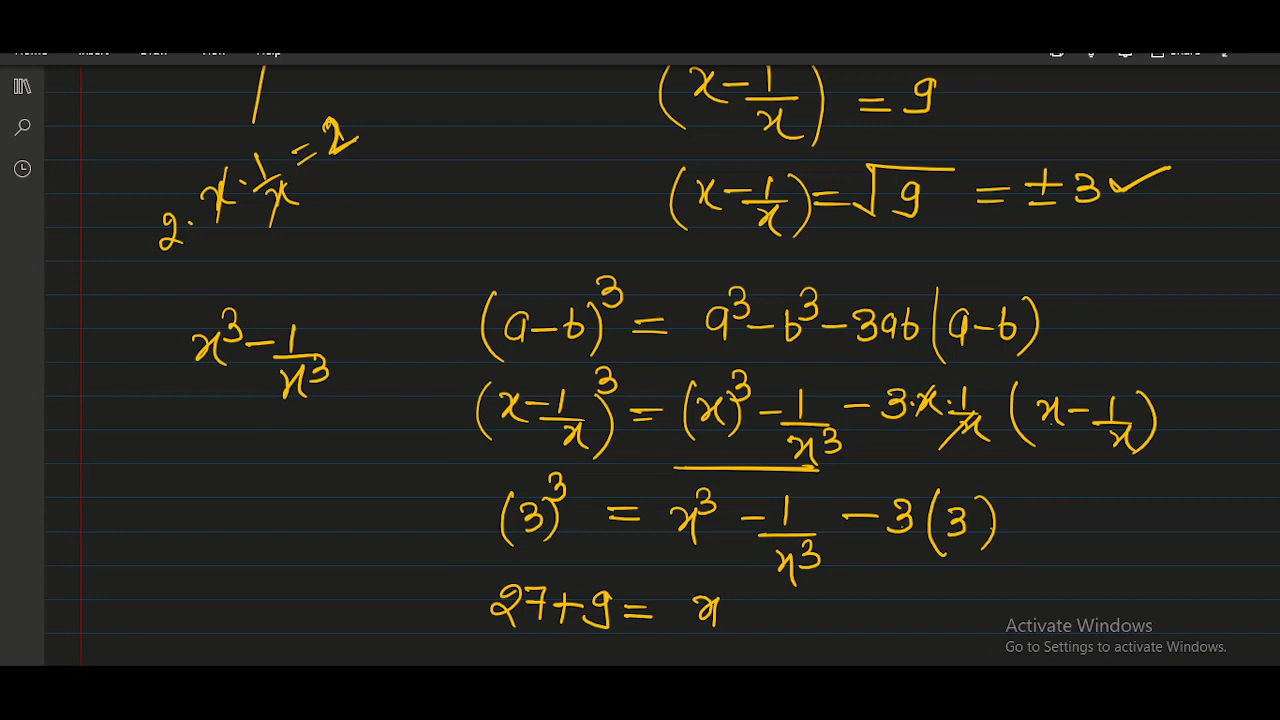 (x - 1/x) = 9
2 · x · 1/x = 2
(x - 1/x) = √9 = ± 3 ✓
(a - b)³ = a³ - b³ - 3ab(a - b)
x³ - 1/x³
(x - 1/x)³ = (x)³ - 1/x³ - 3 · x · 1/x (x - 1/x)
(3)³ = x³ - 1/x³ - 3(3)
27 + 9 = x
Activate Windows
Go to Settings to activate Windows.